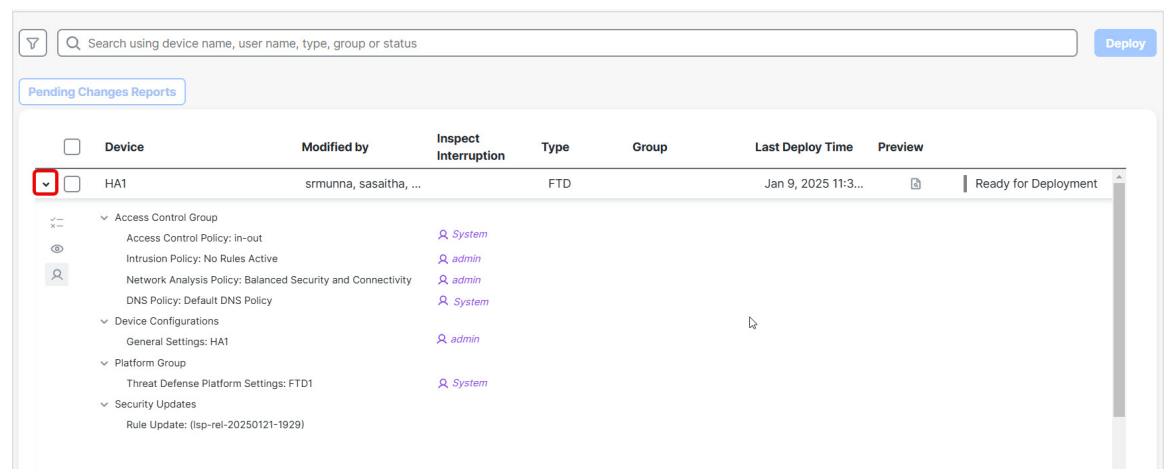 Search using device name, user name, type, group or status
Deploy
Pending Changes Reports
Device Modified by Inspect Interruption Type Group Last Deploy Time Preview
HA1 srmunna, sasaitha, ... FTD Jan 9, 2025 11:3... Ready for Deployment
Access Control Group
Access Control Policy: in-out System
Intrusion Policy: No Rules Active admin
Network Analysis Policy: Balanced Security and Connectivity admin
DNS Policy: Default DNS Policy System
Device Configurations
General Settings: HA1 admin
Platform Group
Threat Defense Platform Settings: FTD1 System
Security Updates
Rule Update: (lsp-rel-20250121-1929)